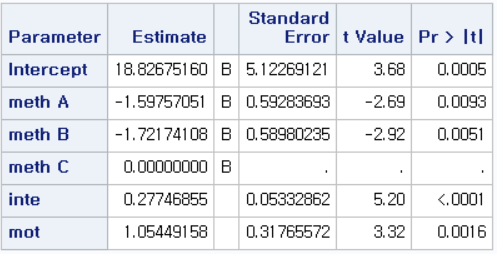 Parameter Estimate Standard Error t Value Pr > |t|
Intercept 18.82675160 B 5.12269121 3.68 0.0005
meth A -1.59757051 B 0.59283693 -2.69 0.0093
meth B -1.72174108 B 0.58980235 -2.92 0.0051
meth C 0.00000000 B . . .
inte 0.27746855 0.05332862 5.20 <.0001
mot 1.05449158 0.31765572 3.32 0.0016